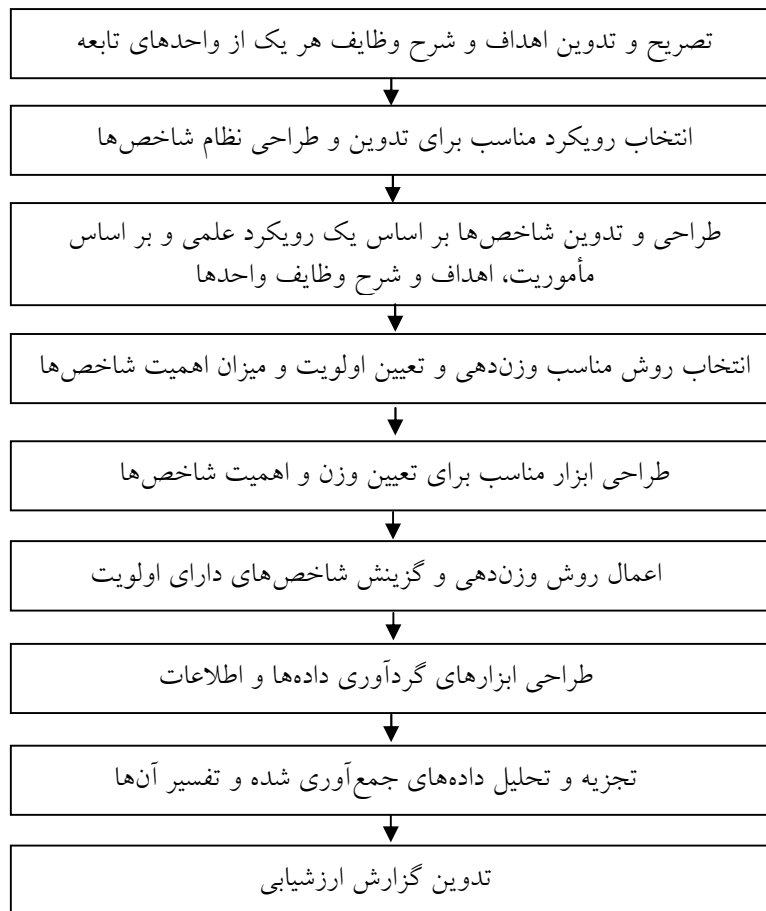 تصریح و تدوین اهداف و شرح وظایف هر یک از واحدهای تابعه
انتخاب رویکرد مناسب برای تدوین و طراحی نظام شاخص‌ها
طراحی و تدوین شاخص‌ها بر اساس یک رویکرد علمی و بر اساس
مأموریت، اهداف و شرح وظایف واحدها
انتخاب روش مناسب وزن‌دهی و تعیین اولویت و میزان اهمیت شاخص‌ها
طراحی ابزار مناسب برای تعیین وزن و اهمیت شاخص‌ها
اعمال روش وزن‌دهی و گزینش شاخص‌های دارای اولویت
طراحی ابزارهای گردآوری داده‌ها و اطلاعات
تجزیه و تحلیل داده‌های جمع‌آوری شده و تفسیر آن‌ها
تدوین گزارش ارزشیابی